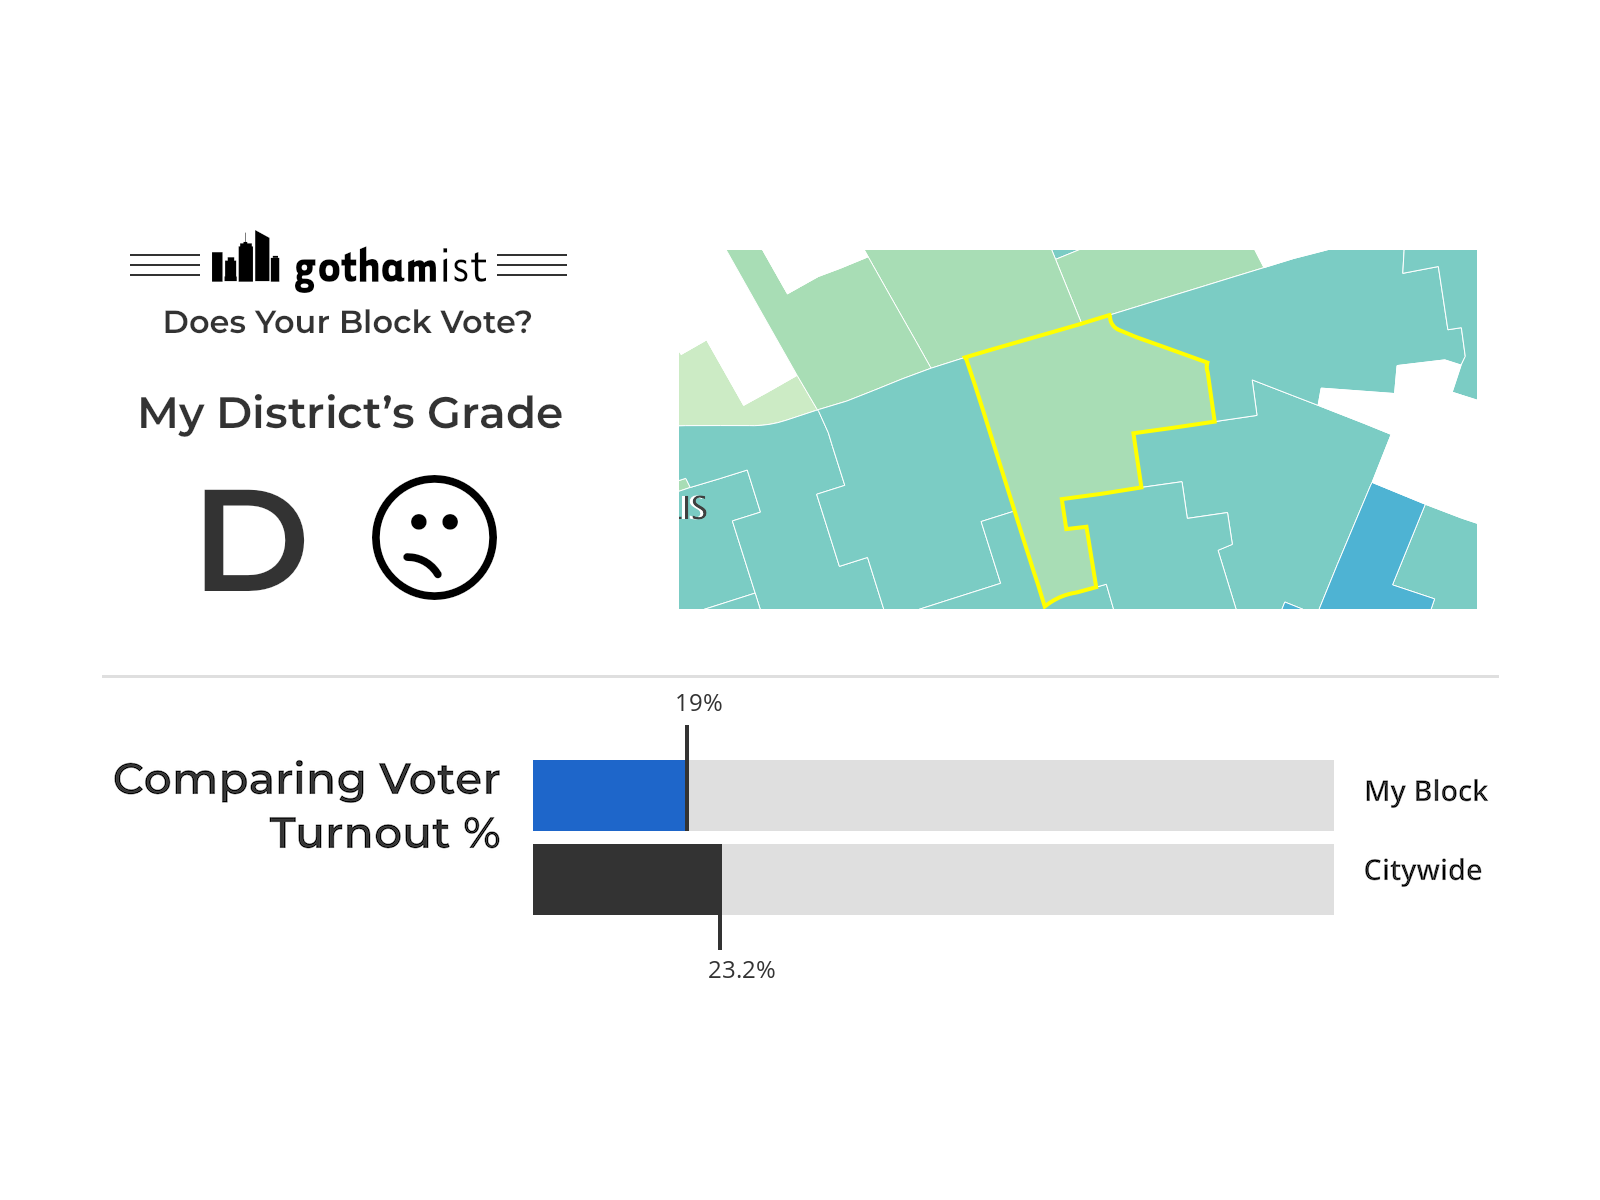 gothamist
Does Your Block Vote?
My District's Grade
D
IS
19%
Comparing Voter
Turnout %
My Block
Citywide
23.2%